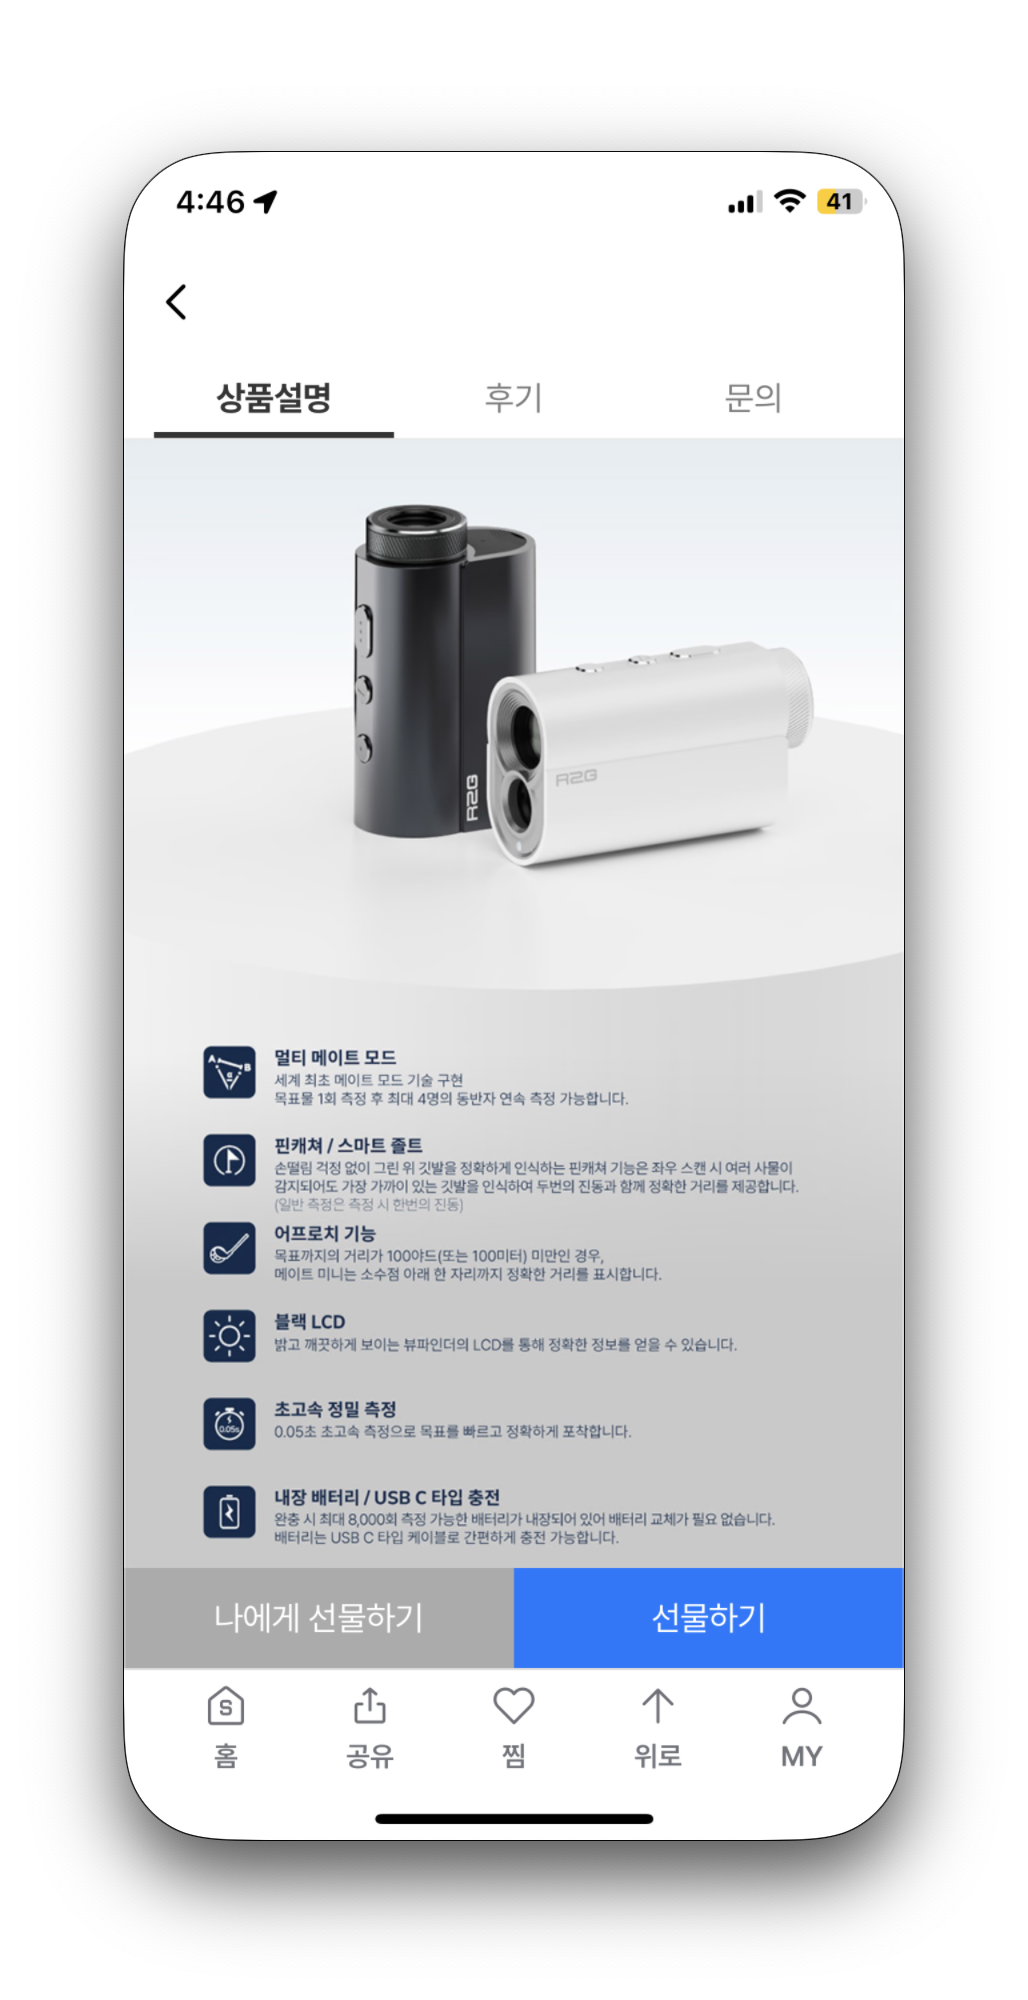 4:46
41
상품설명 후기 문의
A2G
A2G
멀티 메이트 모드
세계 최초 메이트 모드 기술 구현
목표물 1회 측정 후 최대 4명의 동반자 연속 측정 가능합니다.
A B
α
핀캐쳐 / 스마트 졸트
손떨림 걱정 없이 그린 위 깃발을 정확하게 인식하는 핀캐쳐 기능은 좌우 스캔 시 여러 사물이
감지되어도 가장 가까이 있는 깃발을 인식하여 두번의 진동과 함께 정확한 거리를 제공합니다.
(일반 측정은 측정 시 한번의 진동)
어프로치 기능
목표까지의 거리가 100야드(또는 100미터) 미만인 경우,
메이트 미니는 소수점 아래 한 자리까지 정확한 거리를 표시합니다.
블랙 LCD
밝고 깨끗하게 보이는 뷰파인더의 LCD를 통해 정확한 정보를 얻을 수 있습니다.
초고속 정밀 측정
0.05초 초고속 측정으로 목표를 빠르고 정확하게 포착합니다.
0.05s
내장 배터리 / USB C 타입 충전
완충 시 최대 8,000회 측정 가능한 배터리가 내장되어 있어 배터리 교체가 필요 없습니다.
배터리는 USB C 타입 케이블로 간편하게 충전 가능합니다.
나에게 선물하기 선물하기
S
홈 공유 찜 위로 MY